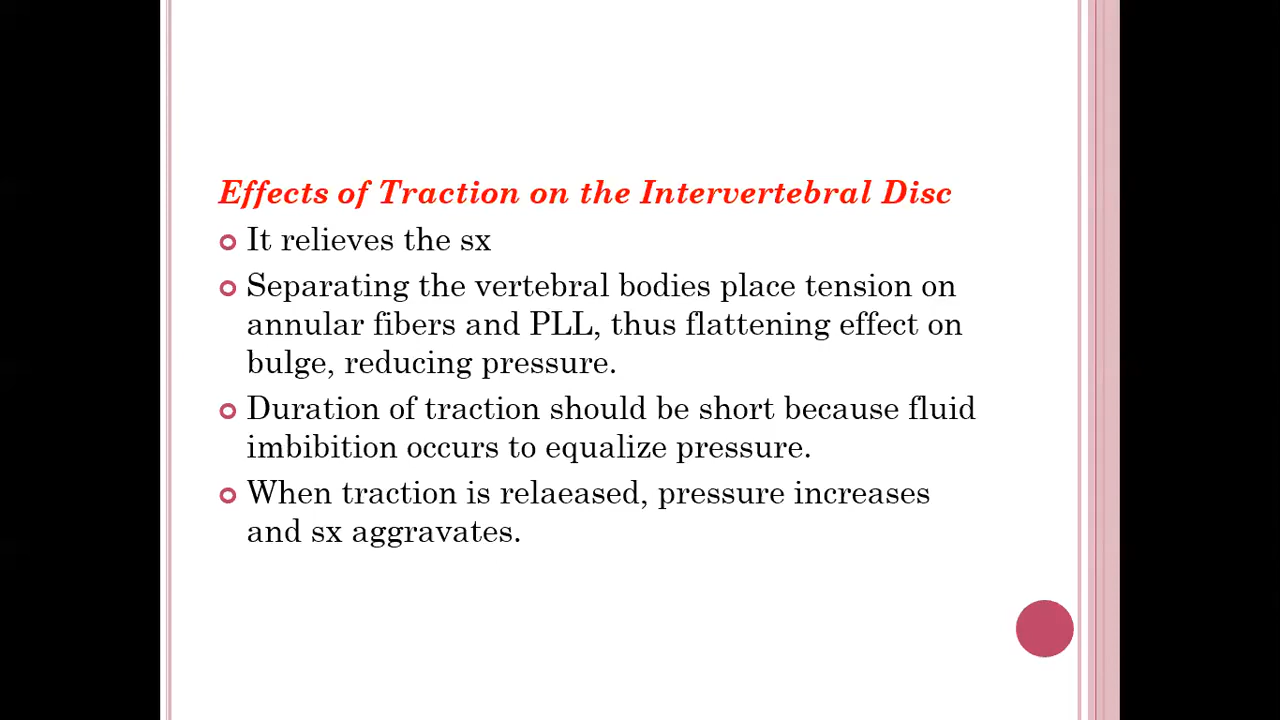 Effects of Traction on the Intervertebral Disc
It relieves the sx
Separating the vertebral bodies place tension on
annular fibers and PLL, thus flattening effect on
bulge, reducing pressure.
Duration of traction should be short because fluid
imbibition occurs to equalize pressure.
When traction is relaeased, pressure increases
and sx aggravates.